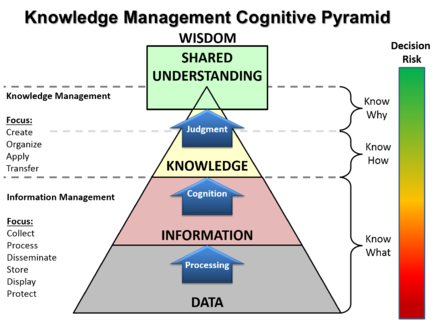 Knowledge Management Cognitive Pyramid
WISDOM
SHARED
UNDERSTANDING
Decision
Risk
Knowledge Management
Focus:
Create
Organize
Apply
Transfer
Judgment
KNOWLEDGE
Know
Why
Know
How
Information Management
Focus:
Collect
Process
Disseminate
Store
Display
Protect
Cognition
INFORMATION
Processing
DATA
Know
What